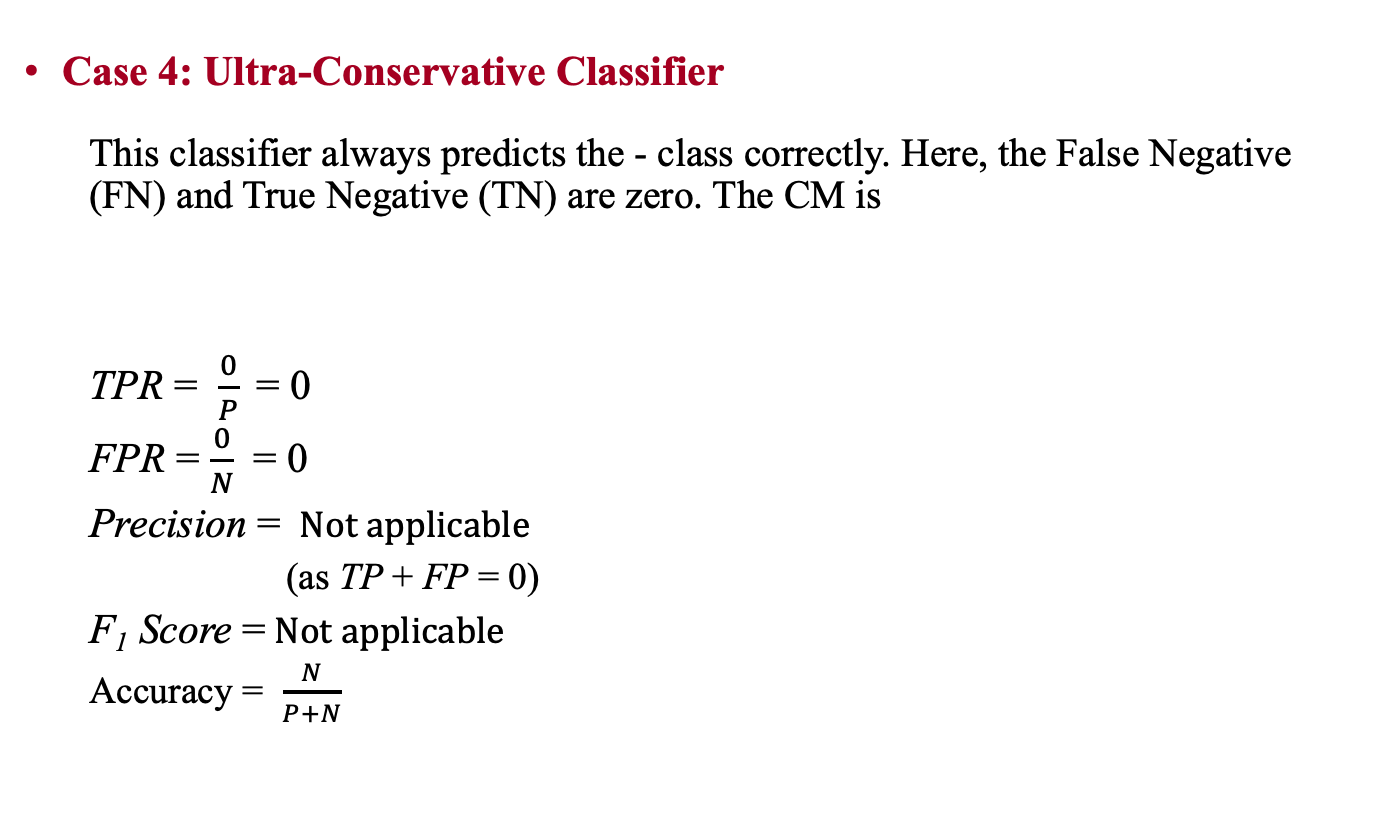 • Case 4: Ultra-Conservative Classifier
This classifier always predicts the - class correctly. Here, the False Negative
(FN) and True Negative (TN) are zero. The CM is
TPR = 0/P = 0
FPR = 0/N = 0
Precision = Not applicable
(as TP + FP = 0)
F₁ Score = Not applicable
Accuracy = N/P+N